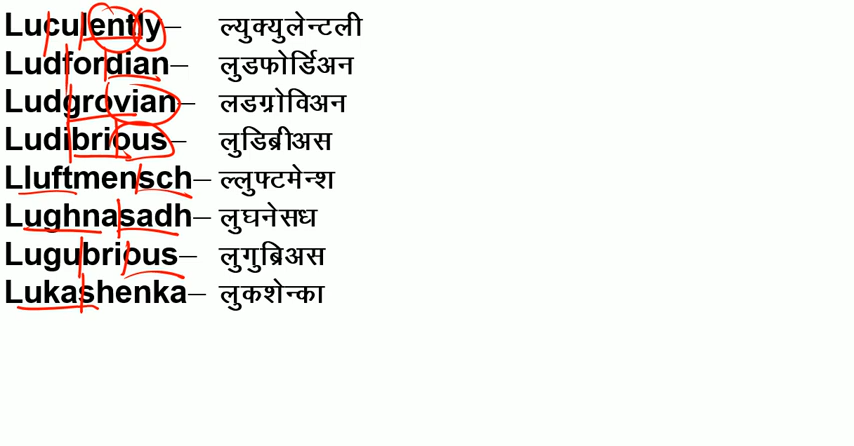 Luculently– ल्युक्युलेन्टली
Ludfordian– लुडफोर्डिअन
Ludgrovian– लडग्रोविअन
Ludibrious– लुडिब्रीअस
Lluftmensch– ल्लुफ्टमेन्श
Lughnasadh– लुघनेसध
Lugubrious– लुगुब्रिअस
Lukashenka– लुकशेन्का